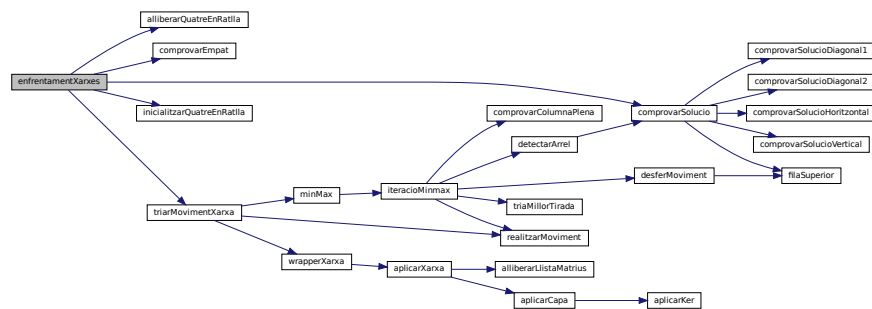 alliberarQuatreEnRatlla
comprovarEmpat
enfrentamentXarxes
inicialitzarQuatreEnRatlla
comprovarSolucioDiagonal1
comprovarSolucioDiagonal2
comprovarColumnaPlena
comprovarSolucio
comprovarSolucioHoritzontal
detectarArrel
comprovarSolucioVertical
iteracioMinmax
desferMoviment
filaSuperior
minMax
triaMillorTirada
triarMovimentXarxa
realitzarMoviment
wrapperXarxa
aplicarXarxa
alliberarLlistaMatrius
aplicarCapa
aplicarKer